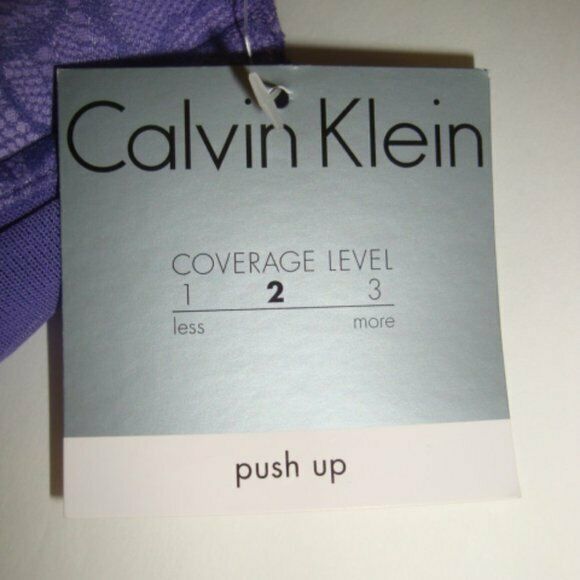 Calvin Klein
COVERAGE LEVEL
1 2 3
less more
push up